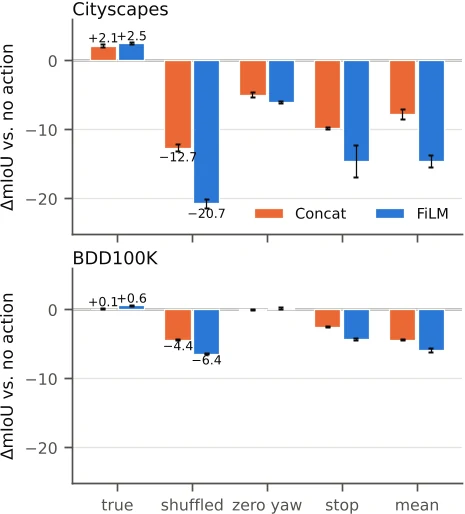 Cityscapes
ΔmIoU vs. no action
0
−10
−20
+2.1
+2.5
−12.7
−20.7
Concat
FiLM
BDD100K
ΔmIoU vs. no action
0
−10
−20
+0.1
+0.6
−4.4
−6.4
true
shuffled
zero yaw
stop
mean